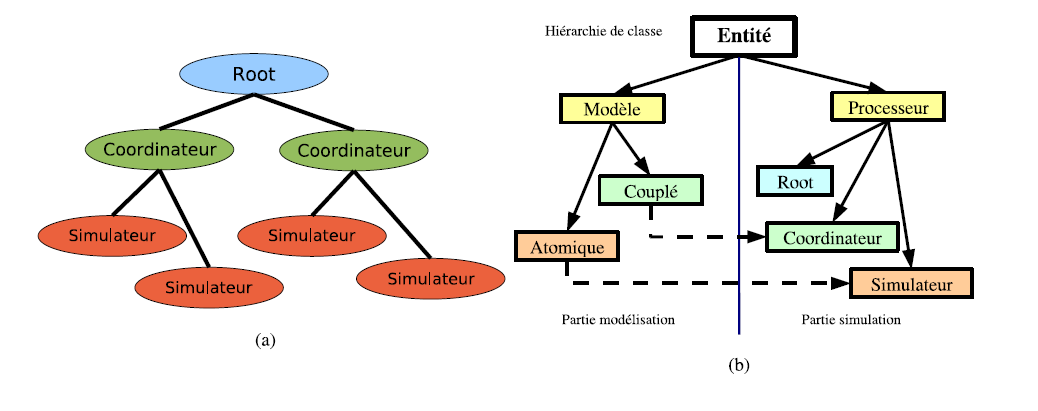 Root
Coordinateur
Coordinateur
Simulateur
Simulateur
Simulateur
Simulateur
(a)
Hiérarchie de classe
Entité
Modèle
Processeur
Couplé
Root
Atomique
Coordinateur
Simulateur
Partie modélisation
Partie simulation
(b)